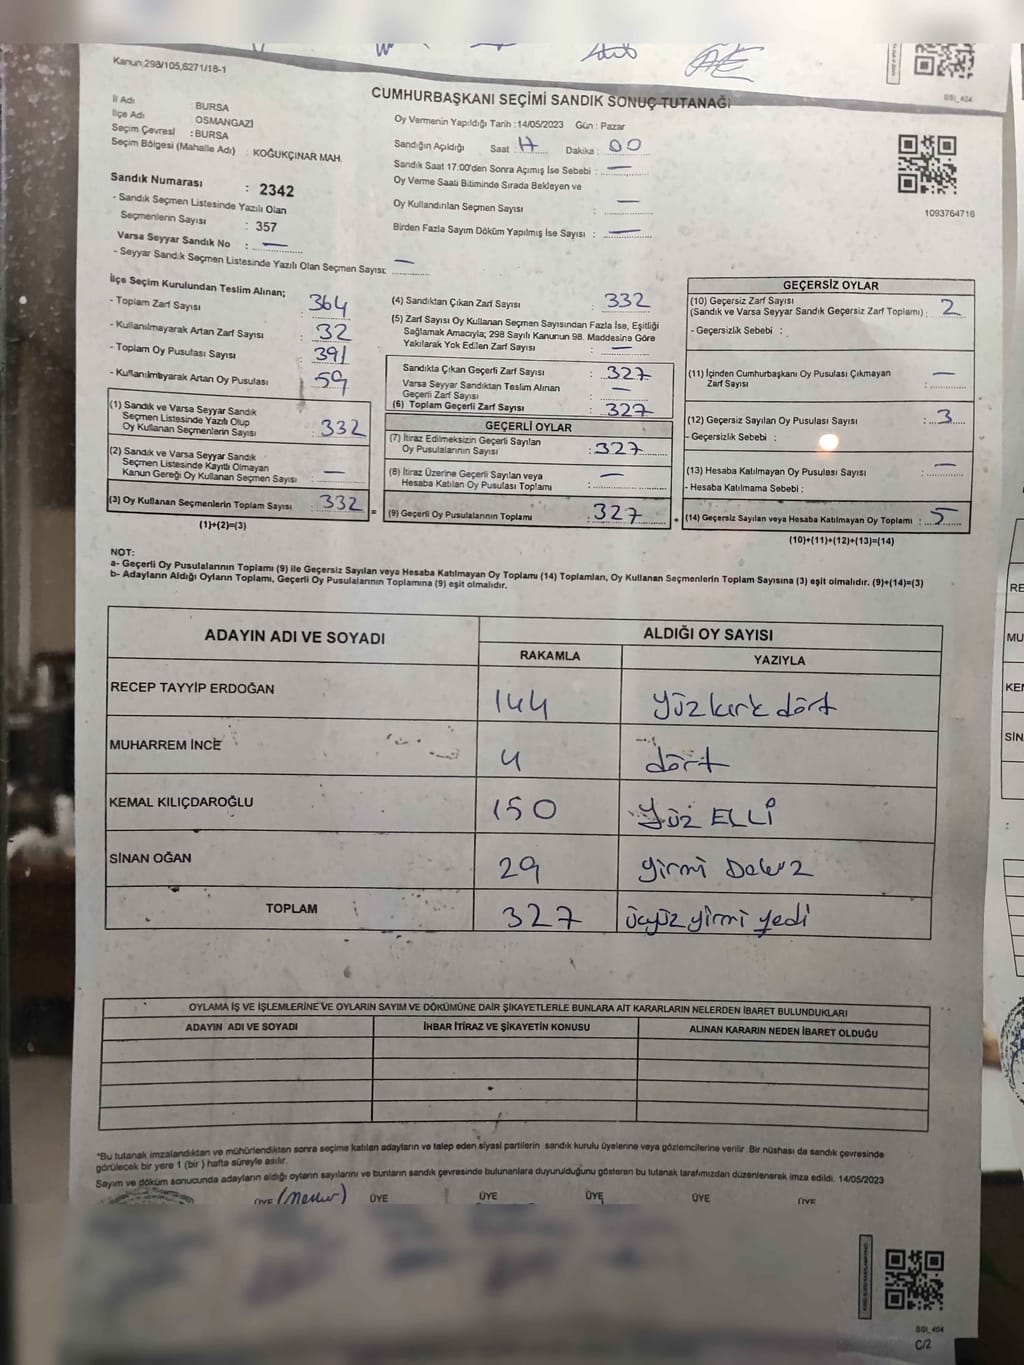 Kanun:298/105,6271/18-1
CUMHURBAŞKANI SEÇİMİ SANDIK SONUÇ TUTANAĞI
BSI_404
İl Adı : BURSA
İlçe Adı OSMANGAZİ
Seçim Çevresi : BURSA
Seçim Bölgesi (Mahalle Adı) : KOĞUKÇINAR MAH.
Sandık Numarası : 2342
- Sandık Seçmen Listesinde Yazılı Olan
Seçmenlerin Sayısı : 357
Varsa Seyyar Sandık No : —
- Seyyar Sandık Seçmen Listesinde Yazılı Olan Seçmen Sayısı: —
Oy Vermenin Yapıldığı Tarih : 14/05/2023 Gün : Pazar
Sandığın Açıldığı Saat : 17 Dakika : 00
Sandık Saat 17:00'den Sonra Açımış İse Sebebi : —
Oy Verme Saati Bitiminde Sırada Bekleyen ve
Oy Kullandırılan Seçmen Sayısı : —
Birden Fazla Sayım Döküm Yapılmış İse Sayısı : —
1093764716
İlçe Seçim Kurulundan Teslim Alınan;
- Toplam Zarf Sayısı : 364
- Kullanılmayarak Artan Zarf Sayısı : 32
- Toplam Oy Pusulası Sayısı : 391
- Kullanılmayarak Artan Oy Pusulası : 59
(1) Sandık ve Varsa Seyyar Sandık
Seçmen Listesinde Yazılı Olup
Oy Kullanan Seçmenlerin Sayısı : 332
(2) Sandık ve Varsa Seyyar Sandık
Seçmen Listesinde Kayıtlı Olmayan
Kanun Gereği Oy Kullanan Seçmen Sayısı : —
(3) Oy Kullanan Seçmenlerin Toplam Sayısı : 332
(1)+(2)=(3)
(4) Sandıktan Çıkan Zarf Sayısı : 332
(5) Zarf Sayısı Oy Kullanan Seçmen Sayısından Fazla İse, Eşitliği
Sağlamak Amacıyla; 298 Sayılı Kanunun 98. Maddesine Göre
Yakılarak Yok Edilen Zarf Sayısı : —
Sandıkta Çıkan Geçerli Zarf Sayısı : 327
Varsa Seyyar Sandıktan Teslim Alınan
Geçerli Zarf Sayısı : —
(6) Toplam Geçerli Zarf Sayısı : 327
GEÇERLİ OYLAR
(7) İtiraz Edilmeksizin Geçerli Sayılan
Oy Pusulalarının Sayısı : 327
(8) İtiraz Üzerine Geçerli Sayılan veya
Hesaba Katılan Oy Pusulası Toplamı : —
= (9) Geçerli Oy Pusulalarının Toplamı : 327
GEÇERSİZ OYLAR
(10) Geçersiz Zarf Sayısı
(Sandık ve Varsa Seyyar Sandık Geçersiz Zarf Toplamı) : 2
- Geçersizlik Sebebi :
(11) İçinden Cumhurbaşkanı Oy Pusulası Çıkmayan
Zarf Sayısı : —
(12) Geçersiz Sayılan Oy Pusulası Sayısı : 3
- Geçersizlik Sebebi :
(13) Hesaba Katılmayan Oy Pusulası Sayısı : —
- Hesaba Katılmama Sebebi :
+ (14) Geçersiz Sayılan veya Hesaba Katılmayan Oy Toplamı : 5
(10)+(11)+(12)+(13)=(14)
NOT:
a- Geçerli Oy Pusulalarının Toplamı (9) ile Geçersiz Sayılan veya Hesaba Katılmayan Oy Toplamı (14) Toplamları, Oy Kullanan Seçmenlerin Toplam Sayısına (3) eşit olmalıdır. (9)+(14)=(3)
b- Adayların Aldığı Oyların Toplamı, Geçerli Oy Pusulalarının Toplamına (9) eşit olmalıdır.
ADAYIN ADI VE SOYADI
ALDIĞI OY SAYISI
RAKAMLA YAZIYLA
RECEP TAYYİP ERDOĞAN 144 Yüzkırk dört
MUHARREM İNCE 4 dört
KEMAL KILIÇDAROĞLU 150 Yüz ELLİ
SİNAN OĞAN 29 yirmi Dokuz
TOPLAM 327 üçyüz yirmi yedi
OYLAMA İŞ VE İŞLEMLERİNE VE OYLARIN SAYIM VE DÖKÜMÜNE DAİR ŞİKAYETLERLE BUNLARA AİT KARARLARIN NELERDEN İBARET BULUNDUKLARI
ADAYIN ADI VE SOYADI İHBAR İTİRAZ VE ŞİKAYETİN KONUSU ALINAN KARARIN NEDEN İBARET OLDUĞU
*Bu tutanak imzalandıktan ve mühürlendikten sonra seçime katılan adayların ve talep eden siyasi partilerin sandık kurulu üyelerine veya gözlemcilerine verilir. Bir nüshası da sandık çevresinde
görülecek bir yere 1 (bir) hafta süreyle asılır.
Sayım ve döküm sonucunda adayların aldığı oyların sayılarını ve bunların sandık çevresinde bulunanlara duyurulduğunu gösteren bu tutanak tarafımızdan düzenlenerek imza edildi. 14/05/2023
ÜYE (memur) ÜYE ÜYE ÜYE ÜYE ÜYE
BSI_404
C/2
RE
MU
KE
SİN